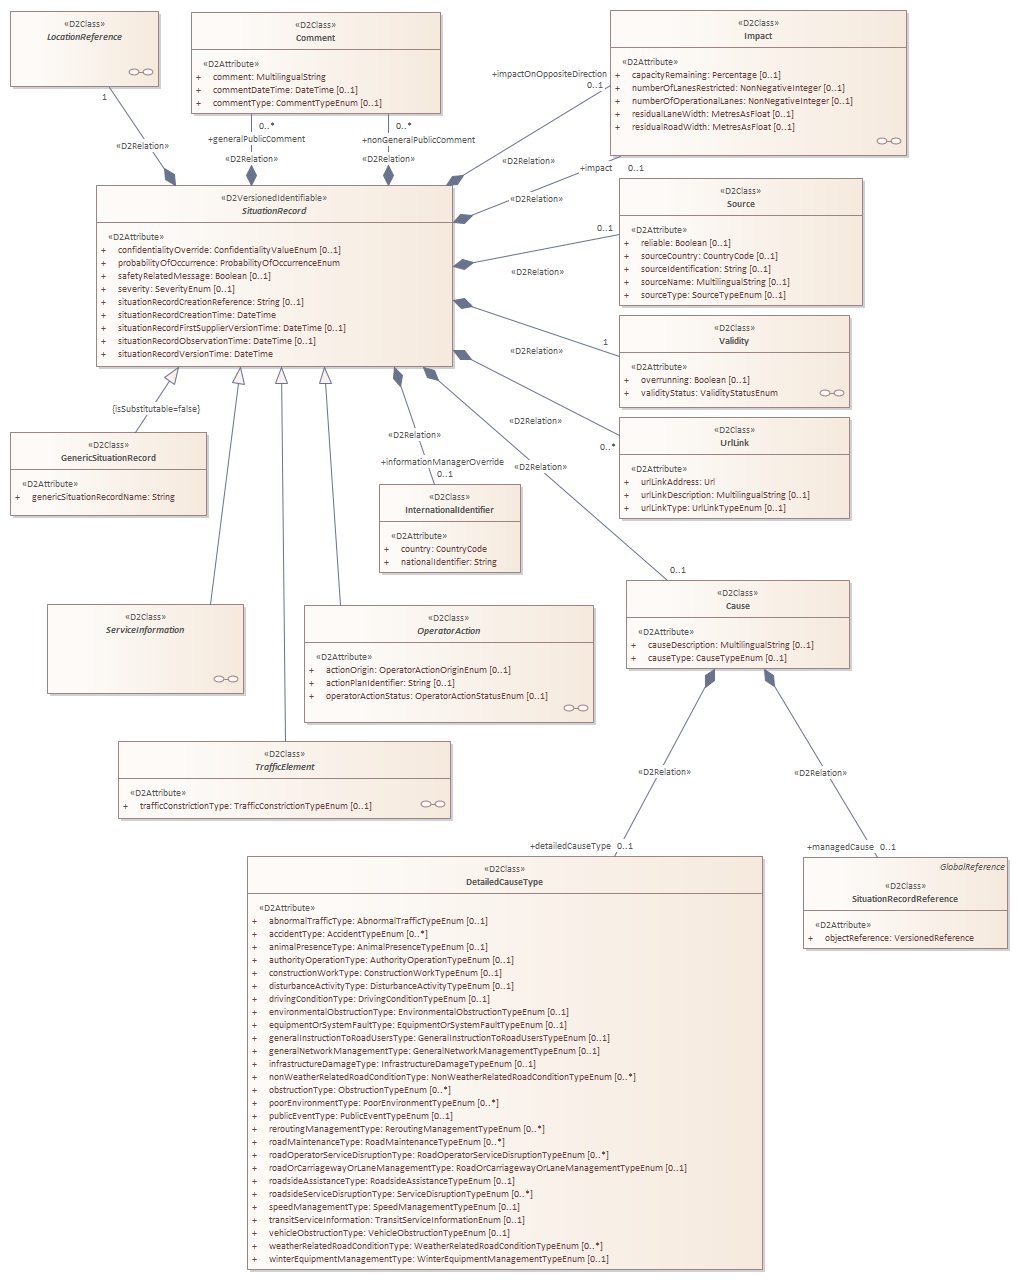 «D2Class»
LocationReference
«D2Class»
Comment
«D2Attribute»
+ comment: MultilingualString
+ commentDateTime: DateTime [0..1]
+ commentType: CommentTypeEnum [0..1]
«D2Class»
Impact
«D2Attribute»
+ capacityRemaining: Percentage [0..1]
+ numberOfLanesRestricted: NonNegativeInteger [0..1]
+ numberOfOperationalLanes: NonNegativeInteger [0..1]
+ residualLaneWidth: MetresAsFloat [0..1]
+ residualRoadWidth: MetresAsFloat [0..1]
+impactOnOppositeDirection
0..1
1
0..*
+generalPublicComment
0..*
+nonGeneralPublicComment
«D2Relation»
«D2Relation»
«D2Relation»
«D2Relation»
+impact 0..1
«D2Relation»
«D2VersionedIdentifiable»
SituationRecord
«D2Attribute»
+ confidentialityOverride: ConfidentialityValueEnum [0..1]
+ probabilityOfOccurrence: ProbabilityOfOccurrenceEnum
+ safetyRelatedMessage: Boolean [0..1]
+ severity: SeverityEnum [0..1]
+ situationRecordCreationReference: String [0..1]
+ situationRecordCreationTime: DateTime
+ situationRecordFirstSupplierVersionTime: DateTime [0..1]
+ situationRecordObservationTime: DateTime [0..1]
+ situationRecordVersionTime: DateTime
«D2Class»
Source
«D2Attribute»
+ reliable: Boolean [0..1]
+ sourceCountry: CountryCode [0..1]
+ sourceIdentification: String [0..1]
+ sourceName: MultilingualString [0..1]
+ sourceType: SourceTypeEnum [0..1]
0..1
«D2Relation»
«D2Class»
Validity
«D2Attribute»
+ overrunning: Boolean [0..1]
+ validityStatus: ValidityStatusEnum
1
«D2Relation»
«D2Class»
UrlLink
«D2Attribute»
+ urlLinkAddress: Url
+ urlLinkDescription: MultilingualString [0..1]
+ urlLinkType: UrlLinkTypeEnum [0..1]
«D2Relation»
0..*
{isSubstitutable=false}
«D2Class»
GenericSituationRecord
«D2Attribute»
+ genericSituationRecordName: String
«D2Relation»
+informationManagerOverride
0..1
«D2Relation»
«D2Class»
InternationalIdentifier
«D2Attribute»
+ country: CountryCode
+ nationalIdentifier: String
0..1
«D2Class»
Cause
«D2Attribute»
+ causeDescription: MultilingualString [0..1]
+ causeType: CauseTypeEnum [0..1]
«D2Class»
ServiceInformation
«D2Class»
OperatorAction
«D2Attribute»
+ actionOrigin: OperatorActionOriginEnum [0..1]
+ actionPlanIdentifier: String [0..1]
+ operatorActionStatus: OperatorActionStatusEnum [0..1]
«D2Class»
TrafficElement
«D2Attribute»
+ trafficConstrictionType: TrafficConstrictionTypeEnum [0..1]
«D2Relation»
«D2Relation»
+detailedCauseType 0..1
+managedCause 0..1
GlobalReference
«D2Class»
SituationRecordReference
«D2Attribute»
+ objectReference: VersionedReference
«D2Class»
DetailedCauseType
«D2Attribute»
+ abnormalTrafficType: AbnormalTrafficTypeEnum [0..1]
+ accidentType: AccidentTypeEnum [0..*]
+ animalPresenceType: AnimalPresenceTypeEnum [0..1]
+ authorityOperationType: AuthorityOperationTypeEnum [0..1]
+ constructionWorkType: ConstructionWorkTypeEnum [0..1]
+ disturbanceActivityType: DisturbanceActivityTypeEnum [0..1]
+ drivingConditionType: DrivingConditionTypeEnum [0..1]
+ environmentalObstructionType: EnvironmentalObstructionTypeEnum [0..1]
+ equipmentOrSystemFaultType: EquipmentOrSystemFaultTypeEnum [0..1]
+ generalInstructionToRoadUsersType: GeneralInstructionToRoadUsersTypeEnum [0..1]
+ generalNetworkManagementType: GeneralNetworkManagementTypeEnum [0..1]
+ infrastructureDamageType: InfrastructureDamageTypeEnum [0..1]
+ nonWeatherRelatedRoadConditionType: NonWeatherRelatedRoadConditionTypeEnum [0..*]
+ obstructionType: ObstructionTypeEnum [0..*]
+ poorEnvironmentType: PoorEnvironmentTypeEnum [0..*]
+ publicEventType: PublicEventTypeEnum [0..1]
+ reroutingManagementType: ReroutingManagementTypeEnum [0..*]
+ roadMaintenanceType: RoadMaintenanceTypeEnum [0..*]
+ roadOperatorServiceDisruptionType: RoadOperatorServiceDisruptionTypeEnum [0..*]
+ roadOrCarriagewayOrLaneManagementType: RoadOrCarriagewayOrLaneManagementTypeEnum [0..1]
+ roadsideAssistanceType: RoadsideAssistanceTypeEnum [0..1]
+ roadsideServiceDisruptionType: ServiceDisruptionTypeEnum [0..*]
+ speedManagementType: SpeedManagementTypeEnum [0..1]
+ transitServiceInformation: TransitServiceInformationEnum [0..1]
+ vehicleObstructionType: VehicleObstructionTypeEnum [0..1]
+ weatherRelatedRoadConditionType: WeatherRelatedRoadConditionTypeEnum [0..*]
+ winterEquipmentManagementType: WinterEquipmentManagementTypeEnum [0..1]